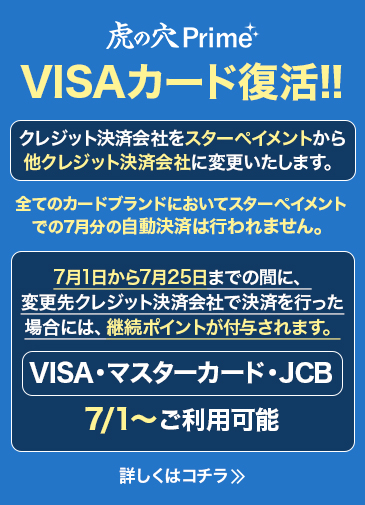 虎の穴 Prime
VISAカード復活!!
クレジット決済会社をスターペイメントから
他クレジット決済会社に変更いたします。
全てのカードブランドにおいてスターペイメント
での7月分の自動決済は行われません。
7月1日から7月25日までの間に、
変更先クレジット決済会社で決済を行った
場合には、継続ポイントが付与されます。
VISA・マスターカード・JCB
7/1〜ご利用可能
詳しくはコチラ≫